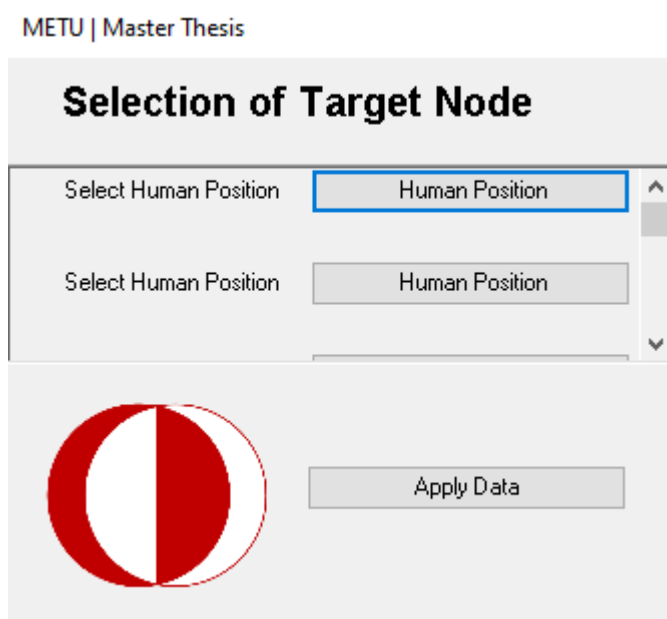 METU | Master Thesis
Selection of Target Node
Select Human Position Human Position
Select Human Position Human Position
Apply Data